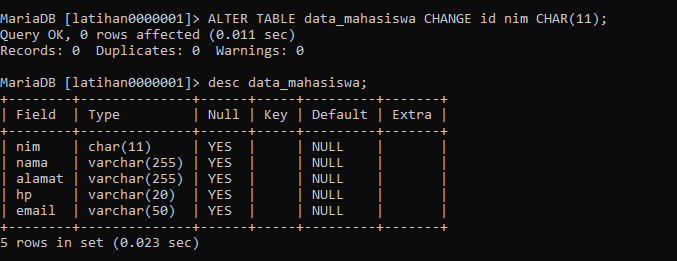 MariaDB [latihan0000001]> ALTER TABLE data_mahasiswa CHANGE id nim CHAR(11);
Query OK, 0 rows affected (0.011 sec)
Records: 0  Duplicates: 0  Warnings: 0

MariaDB [latihan0000001]> desc data_mahasiswa;
+--------+--------------+------+-----+---------+-------+
| Field  | Type         | Null | Key | Default | Extra |
+--------+--------------+------+-----+---------+-------+
| nim    | char(11)     | YES  |     | NULL    |       |
| nama   | varchar(255) | YES  |     | NULL    |       |
| alamat | varchar(255) | YES  |     | NULL    |       |
| hp     | varchar(20)  | YES  |     | NULL    |       |
| email  | varchar(50)  | YES  |     | NULL    |       |
+--------+--------------+------+-----+---------+-------+
5 rows in set (0.023 sec)